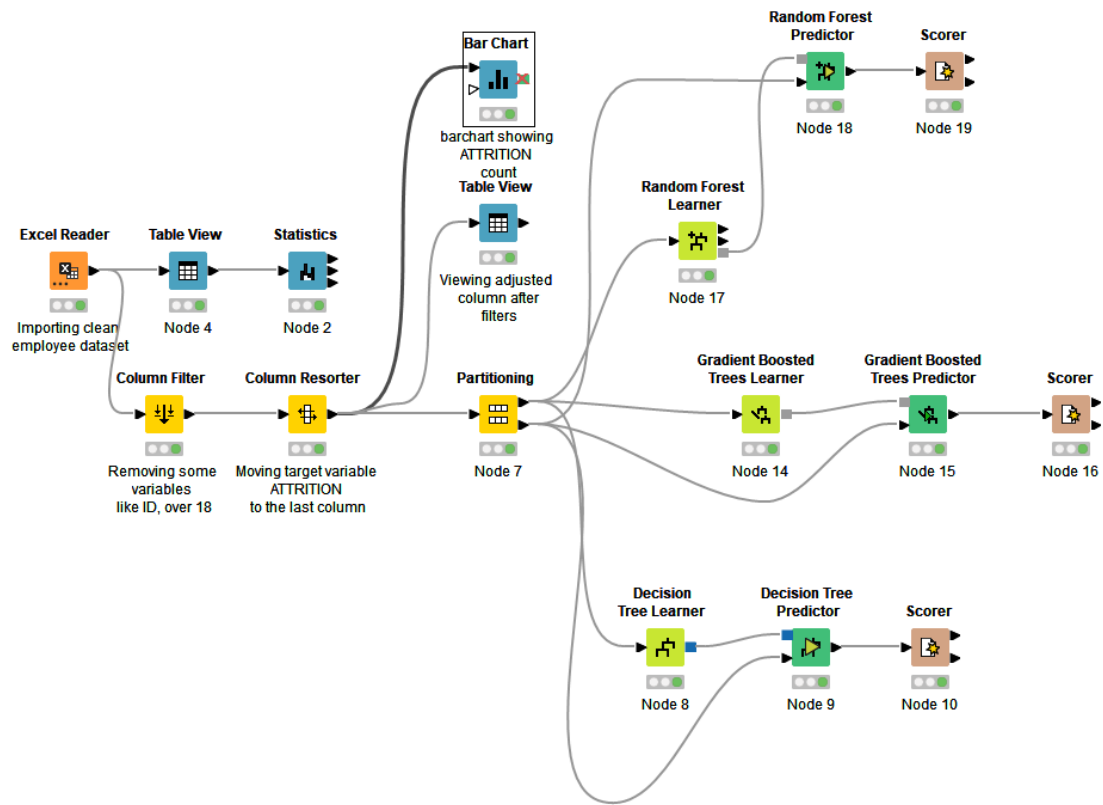 Random Forest
Predictor
Scorer
Node 18
Node 19
Bar Chart
barchart showing
ATTRITION
count
Table View
Viewing adjusted
column after
filters
Random Forest
Learner
Node 17
Excel Reader
Importing clean
employee dataset
Table View
Node 4
Statistics
Node 2
Column Filter
Removing some
variables
like ID, over 18
Column Resorter
Moving target variable
ATTRITION
to the last column
Partitioning
Node 7
Gradient Boosted
Trees Learner
Node 14
Gradient Boosted
Trees Predictor
Node 15
Scorer
Node 16
Decision
Tree Learner
Node 8
Decision Tree
Predictor
Node 9
Scorer
Node 10